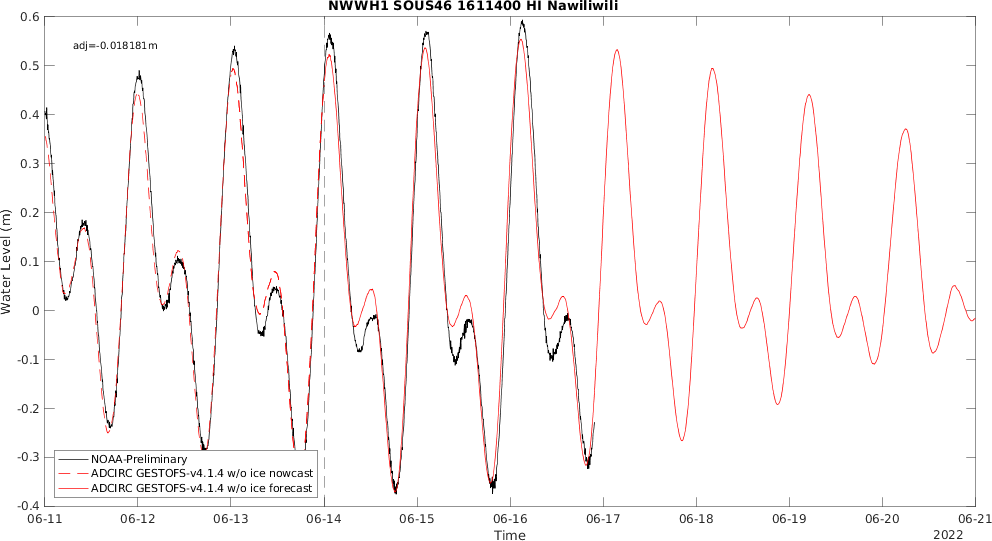 NWWH1 SOUS46 1611400 HI Nawiliwili
adj=-0.018181m
Water Level (m)
0.6
0.5
0.4
0.3
0.2
0.1
0
-0.1
-0.2
-0.3
-0.4
NOAA-Preliminary
ADCIRC GESTOFS-v4.1.4 w/o ice nowcast
ADCIRC GESTOFS-v4.1.4 w/o ice forecast
06-11 06-12 06-13 06-14 06-15 06-16 06-17 06-18 06-19 06-20 06-21
Time
2022